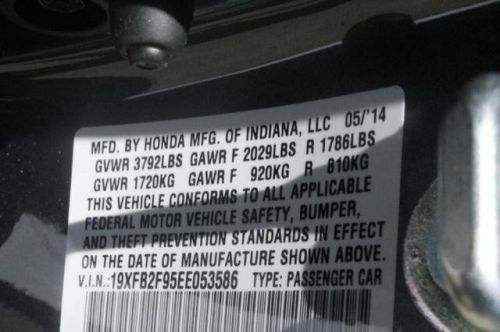 MFD. BY HONDA MFG. OF INDIANA, LLC 05/'14
GVWR 3792LBS GAWR F 2029LBS R 1786LBS
GVWR 1720KG GAWR F 920KG R 810KG
THIS VEHICLE CONFORMS TO ALL APPLICABLE
FEDERAL MOTOR VEHICLE SAFETY, BUMPER,
AND THEFT PREVENTION STANDARDS IN EFFECT
ON THE DATE OF MANUFACTURE SHOWN ABOVE.
V.I.N.: 19XFB2F95EE053586 TYPE: PASSENGER CAR